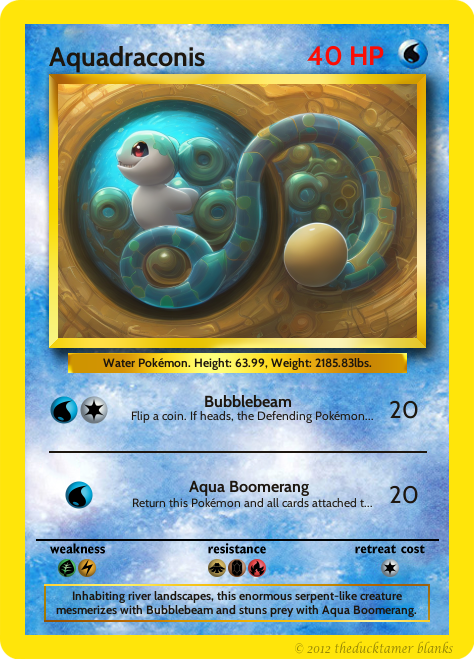 Aquadraconis 40 HP
Water Pokémon. Height: 63.99, Weight: 2185.83lbs.
Bubblebeam
Flip a coin. If heads, the Defending Pokémon... 20
Aqua Boomerang
Return this Pokémon and all cards attached t... 20
weakness resistance retreat cost
Inhabiting river landscapes, this enormous serpent-like creature
mesmerizes with Bubblebeam and stuns prey with Aqua Boomerang.
© 2012 theducktamer blanks